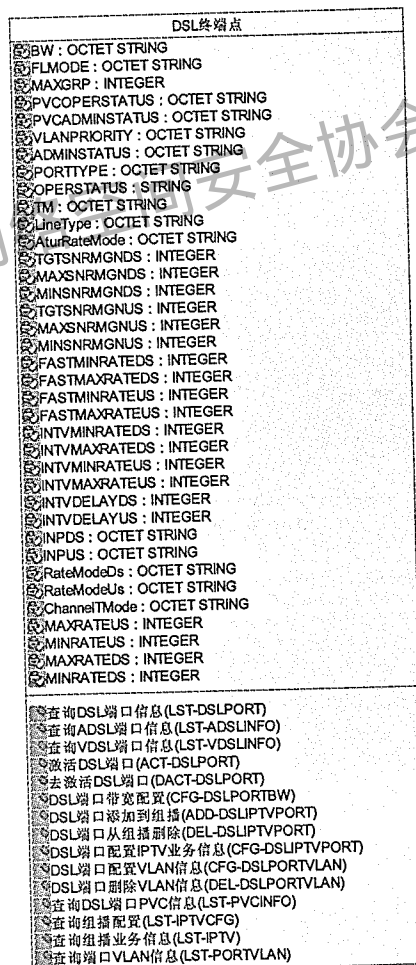 DSL终端点
BW : OCTET STRING
FLMODE : OCTET STRING
MAXGRP : INTEGER
PVCOPERSTATUS : OCTET STRING
PVCADMINSTATUS : OCTET STRING
VLANPRIORITY : OCTET STRING
ADMINSTATUS : OCTET STRING
PORTTYPE : OCTET STRING
OPERSTATUS : STRING
TM : OCTET STRING
LineType : OCTET STRING
AturRateMode : OCTET STRING
TGTSNRMGNDS : INTEGER
MAXSNRMGNDS : INTEGER
MINSNRMGNDS : INTEGER
TGTSNRMGNUS : INTEGER
MAXSNRMGNUS : INTEGER
MINSNRMGNUS : INTEGER
FASTMINRATEDS : INTEGER
FASTMAXRATEDS : INTEGER
FASTMINRATEUS : INTEGER
FASTMAXRATEUS : INTEGER
INTVMINRATEDS : INTEGER
INTVMAXRATEDS : INTEGER
INTVMINRATEUS : INTEGER
INTVMAXRATEUS : INTEGER
INTVDELAYDS : INTEGER
INTVDELAYUS : INTEGER
INPDS : OCTET STRING
INPUS : OCTET STRING
RateModeDs : OCTET STRING
RateModeUs : OCTET STRING
ChannelTMode : OCTET STRING
MAXRATEUS : INTEGER
MINRATEUS : INTEGER
MAXRATEDS : INTEGER
MINRATEDS : INTEGER
查询DSL端口信息(LST-DSLPORT)
查询ADSL端口信息(LST-ADSLINFO)
查询VDSL端口信息(LST-VDSLINFO)
激活DSL端口(ACT-DSLPORT)
去激活DSL端口(DACT-DSLPORT)
DSL端口带宽配置(CFG-DSLPORTBW)
DSL端口添加到组播(ADD-DSLIPTVPORT)
DSL端口从组播删除(DEL-DSLIPTVPORT)
DSL端口配置IPTV业务信息(CFG-DSLIPTVPORT)
DSL端口配置VLAN信息(CFG-DSLPORTVLAN)
DSL端口删除VLAN信息(DEL-DSLPORTVLAN)
查询DSL端口PVC信息(LST-PVCINFO)
查询组播配置(LST-IPTVCFG)
查询组播业务信息(LST-IPTV)
查询端口VLAN信息(LST-PORTVLAN)
间安全协会